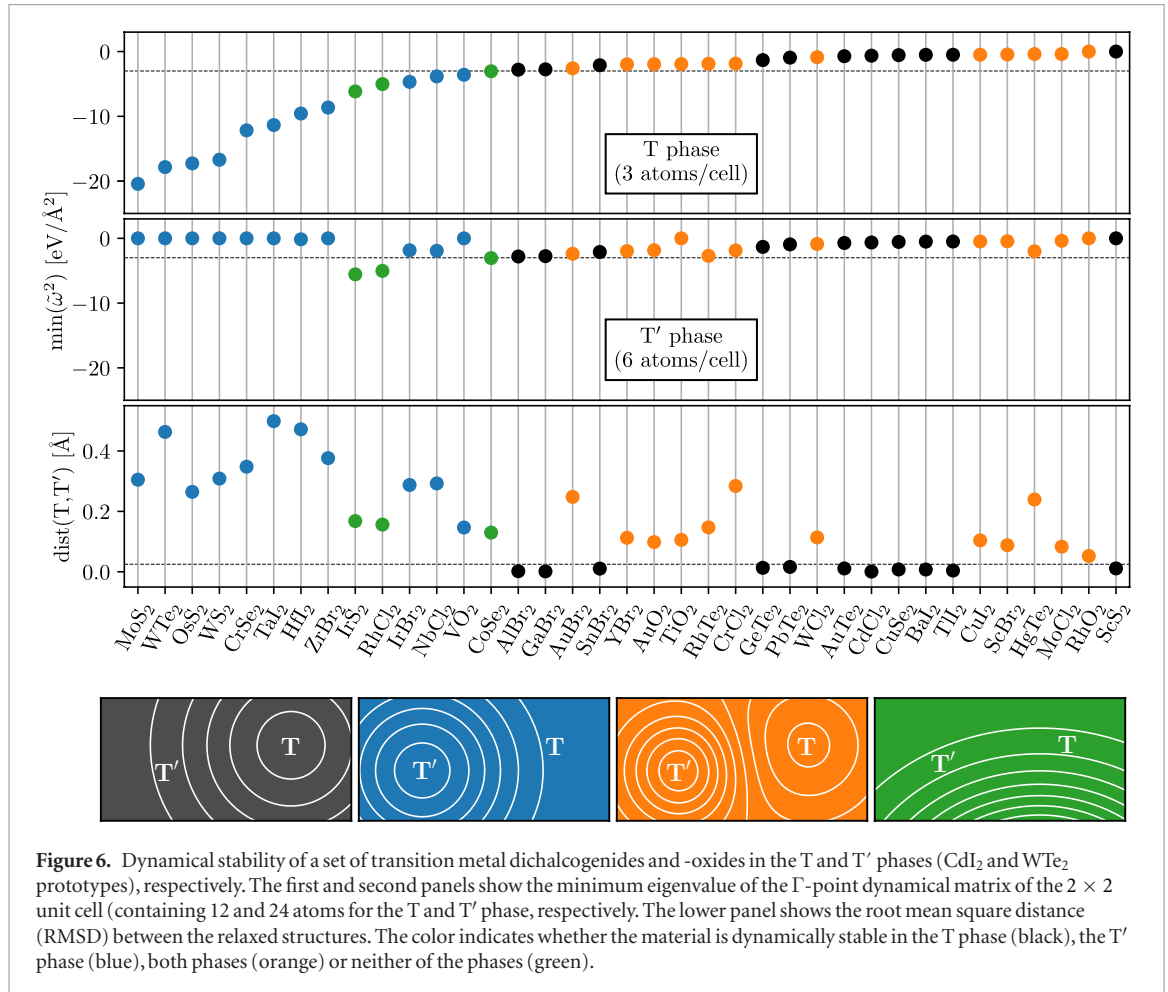 0
−10
−20
T phase
(3 atoms/cell)
min(ω̃²) [eV/Å²]
0
−10
−20
T′ phase
(6 atoms/cell)
dist(T,T′) [Å]
0.4
0.2
0.0
MoS₂
WTe₂
OsS₂
WS₂
CrSe₂
TaI₂
HfI₂
ZrBr₂
IrS₂
RhCl₂
IrBr₂
NbCl₂
VO₂
CoSe₂
AlBr₂
GaBr₂
AuBr₂
SnBr₂
YBr₂
AuO₂
TiO₂
RhTe₂
CrCl₂
GeTe₂
PbTe₂
WCl₂
AuTe₂
CdCl₂
CuSe₂
BaI₂
TlI₂
CuI₂
ScBr₂
HgTe₂
MoCl₂
RhO₂
ScS₂
T′ T
T′ T
T′ T
T′ T
Figure 6. Dynamical stability of a set of transition metal dichalcogenides and -oxides in the T and T′ phases (CdI₂ and WTe₂
prototypes), respectively. The first and second panels show the minimum eigenvalue of the Γ-point dynamical matrix of the 2 × 2
unit cell (containing 12 and 24 atoms for the T and T′ phase, respectively. The lower panel shows the root mean square distance
(RMSD) between the relaxed structures. The color indicates whether the material is dynamically stable in the T phase (black), the T′
phase (blue), both phases (orange) or neither of the phases (green).